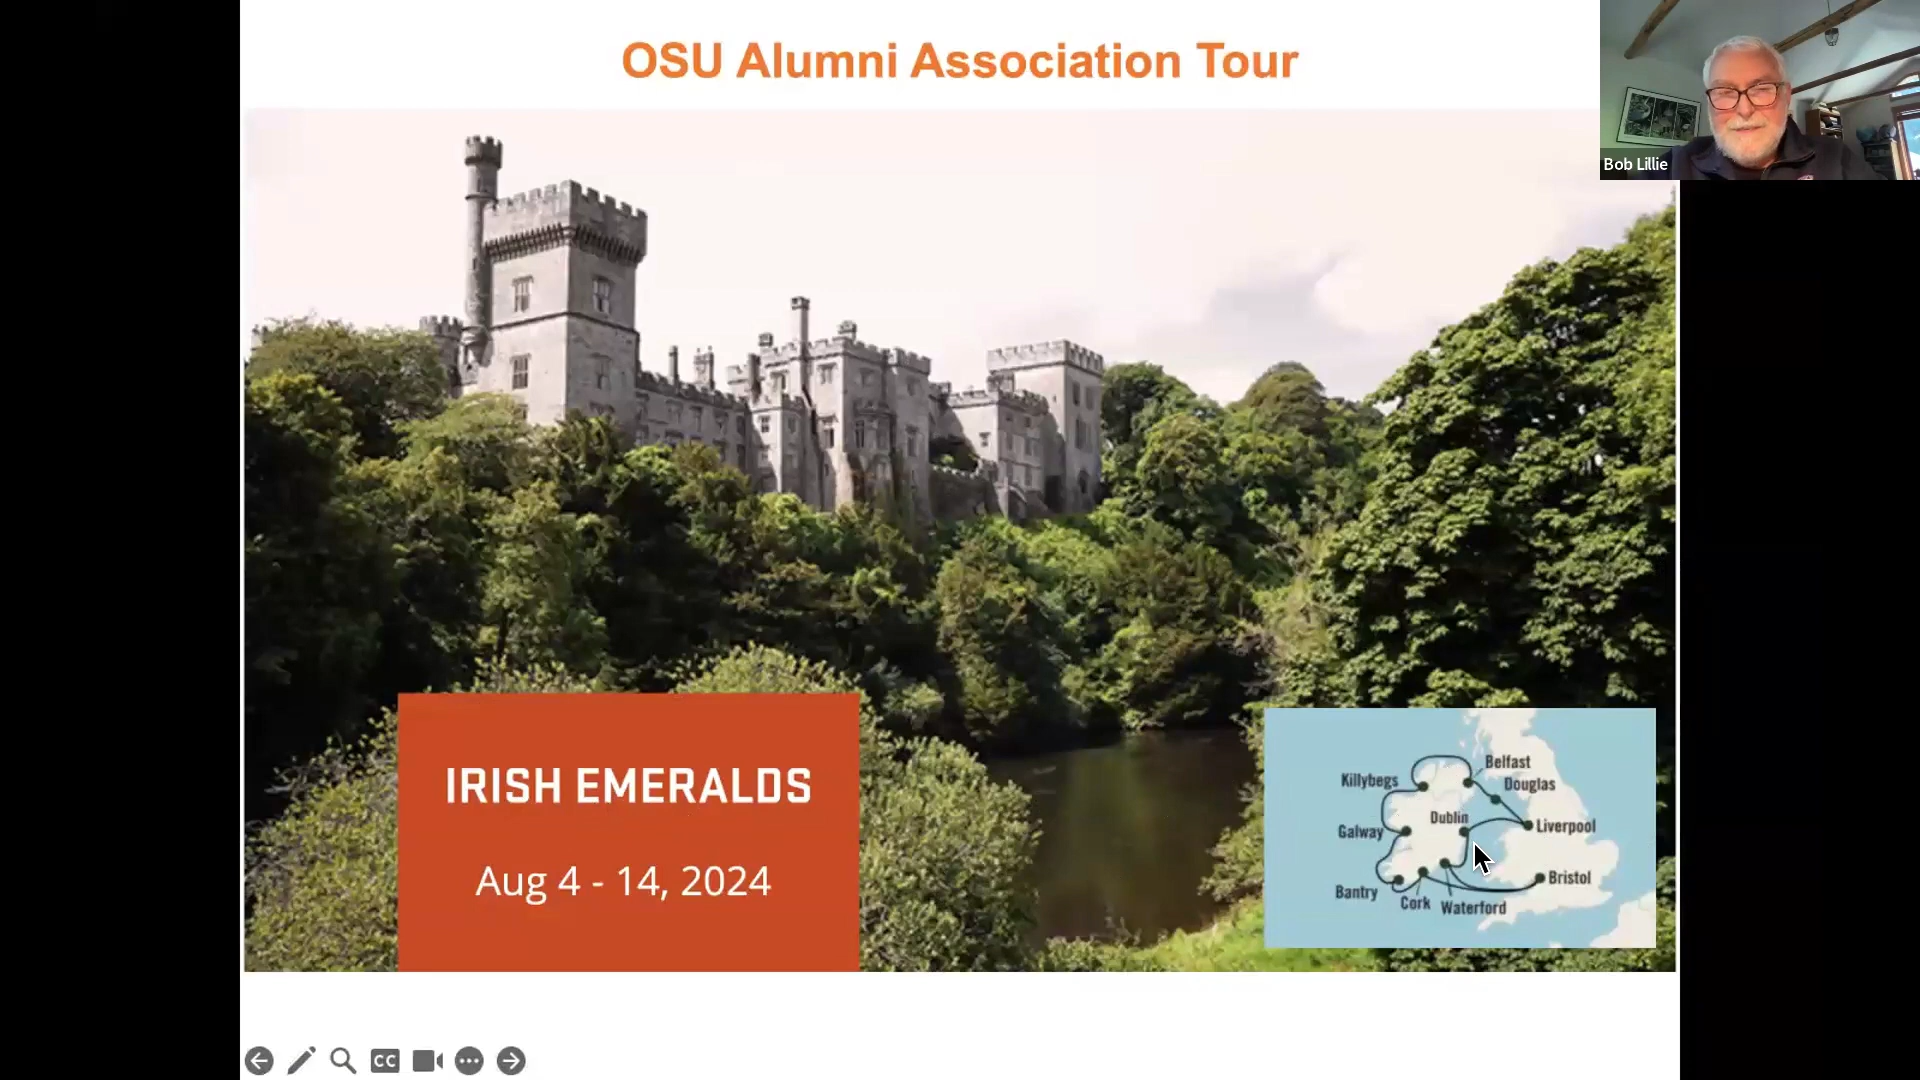 OSU Alumni Association Tour
Bob Lillie
IRISH EMERALDS
Aug 4 - 14, 2024
Belfast
Killybegs
Douglas
Dublin
Galway
Liverpool
Bristol
Bantry
Cork
Waterford
CC